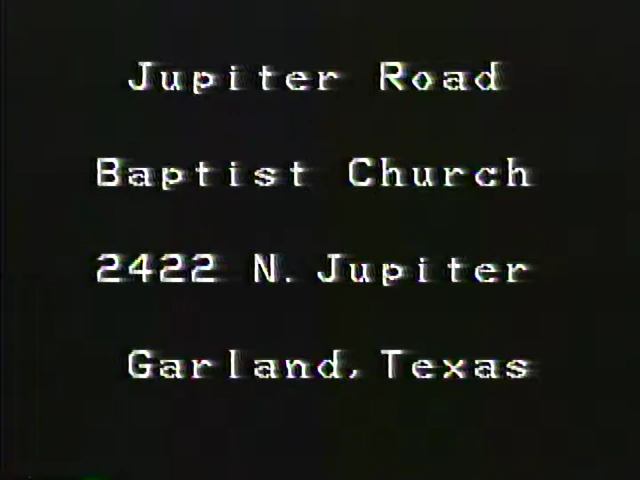 Jupiter Road
Baptist Church
2422 N. Jupiter
Garland, Texas